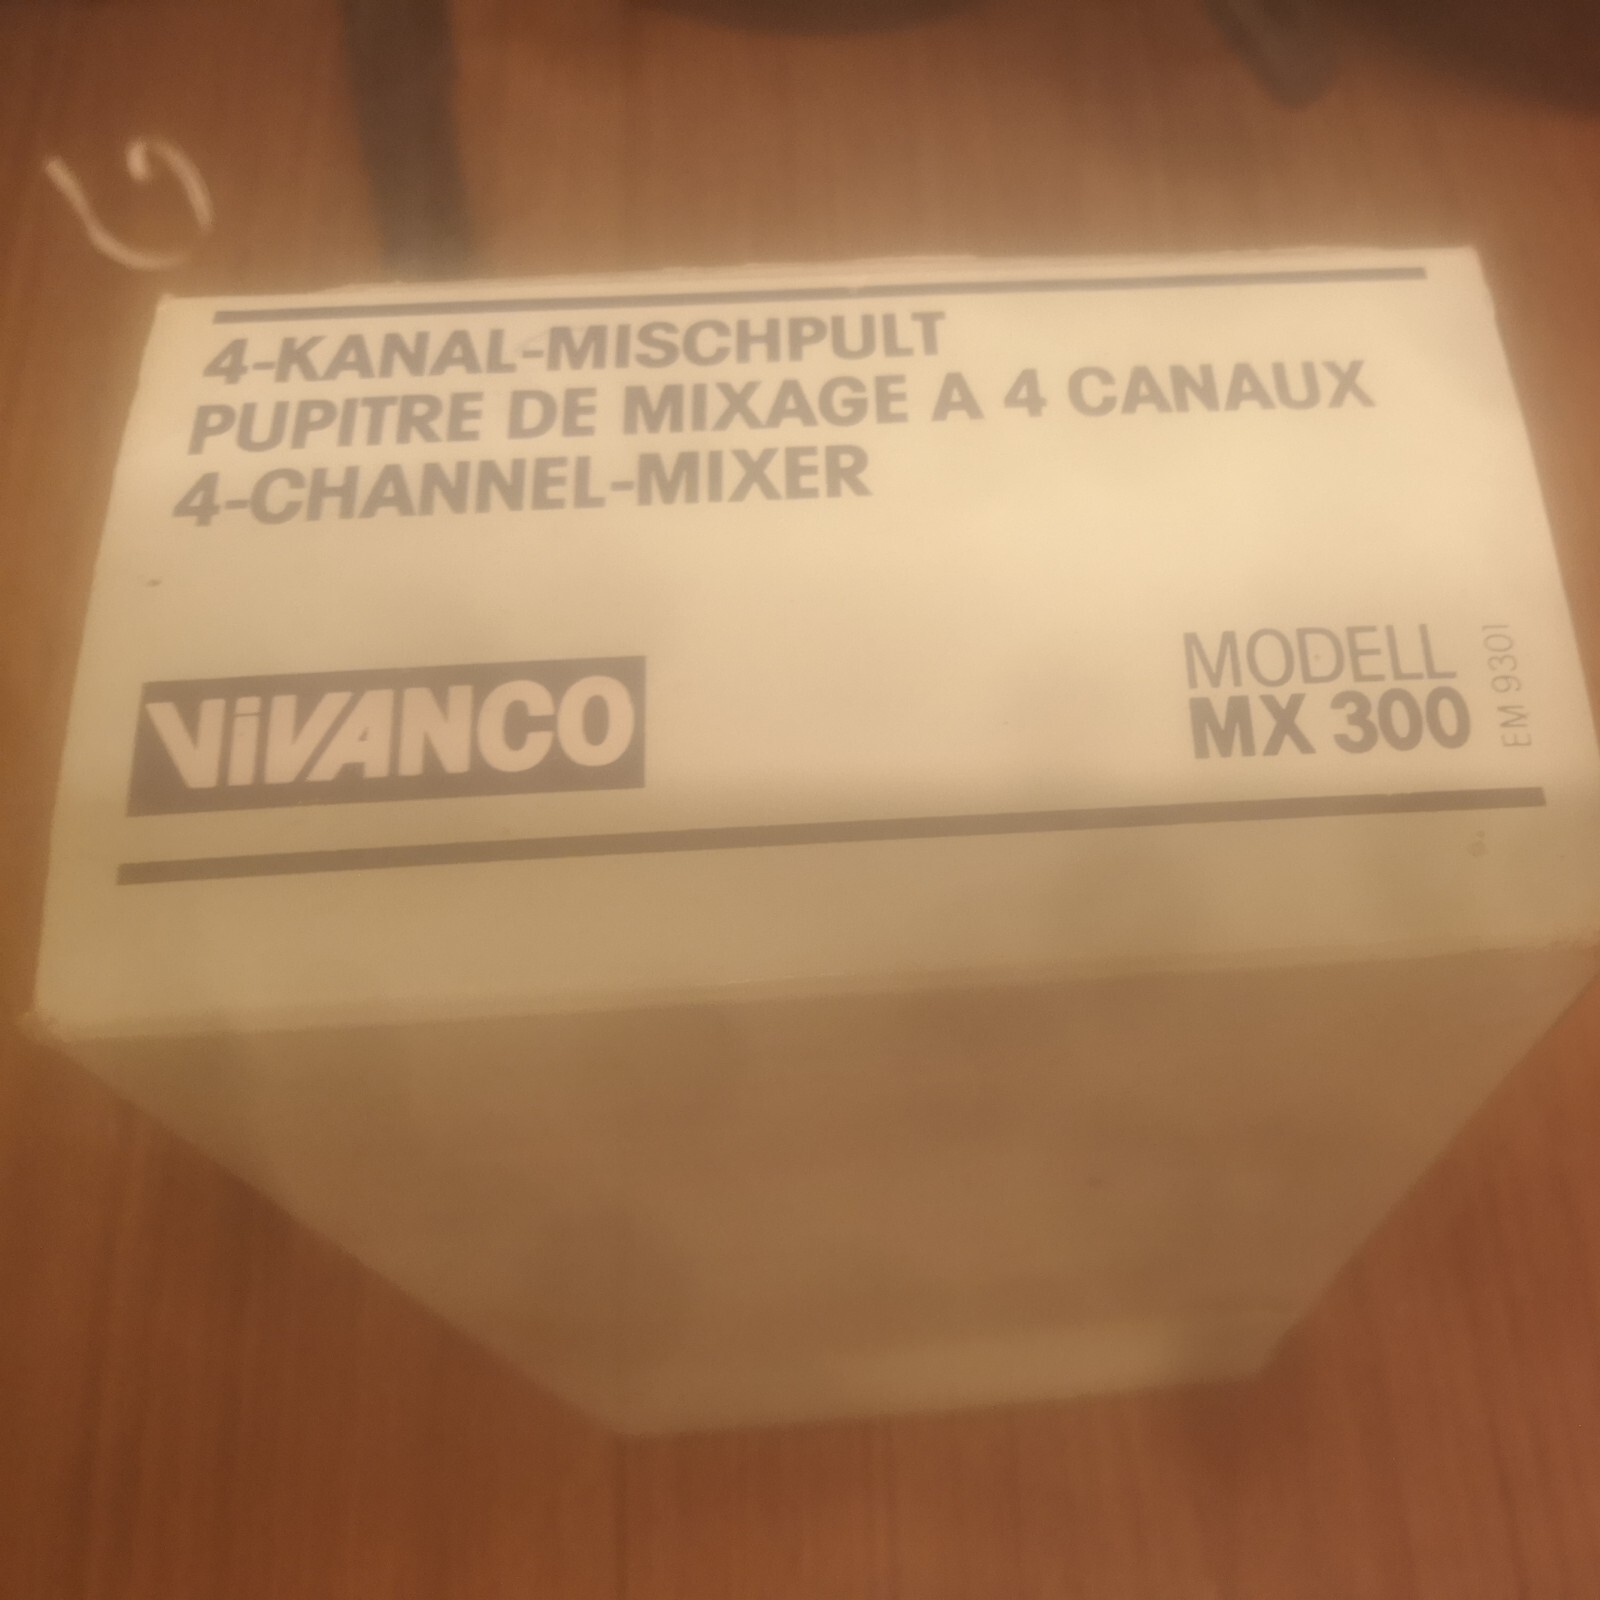 4-KANAL-MISCHPULT
PUPITRE DE MIXAGE A 4 CANAUX
4-CHANNEL-MIXER
ViVANCO
MODELL
MX 300
EM 9301